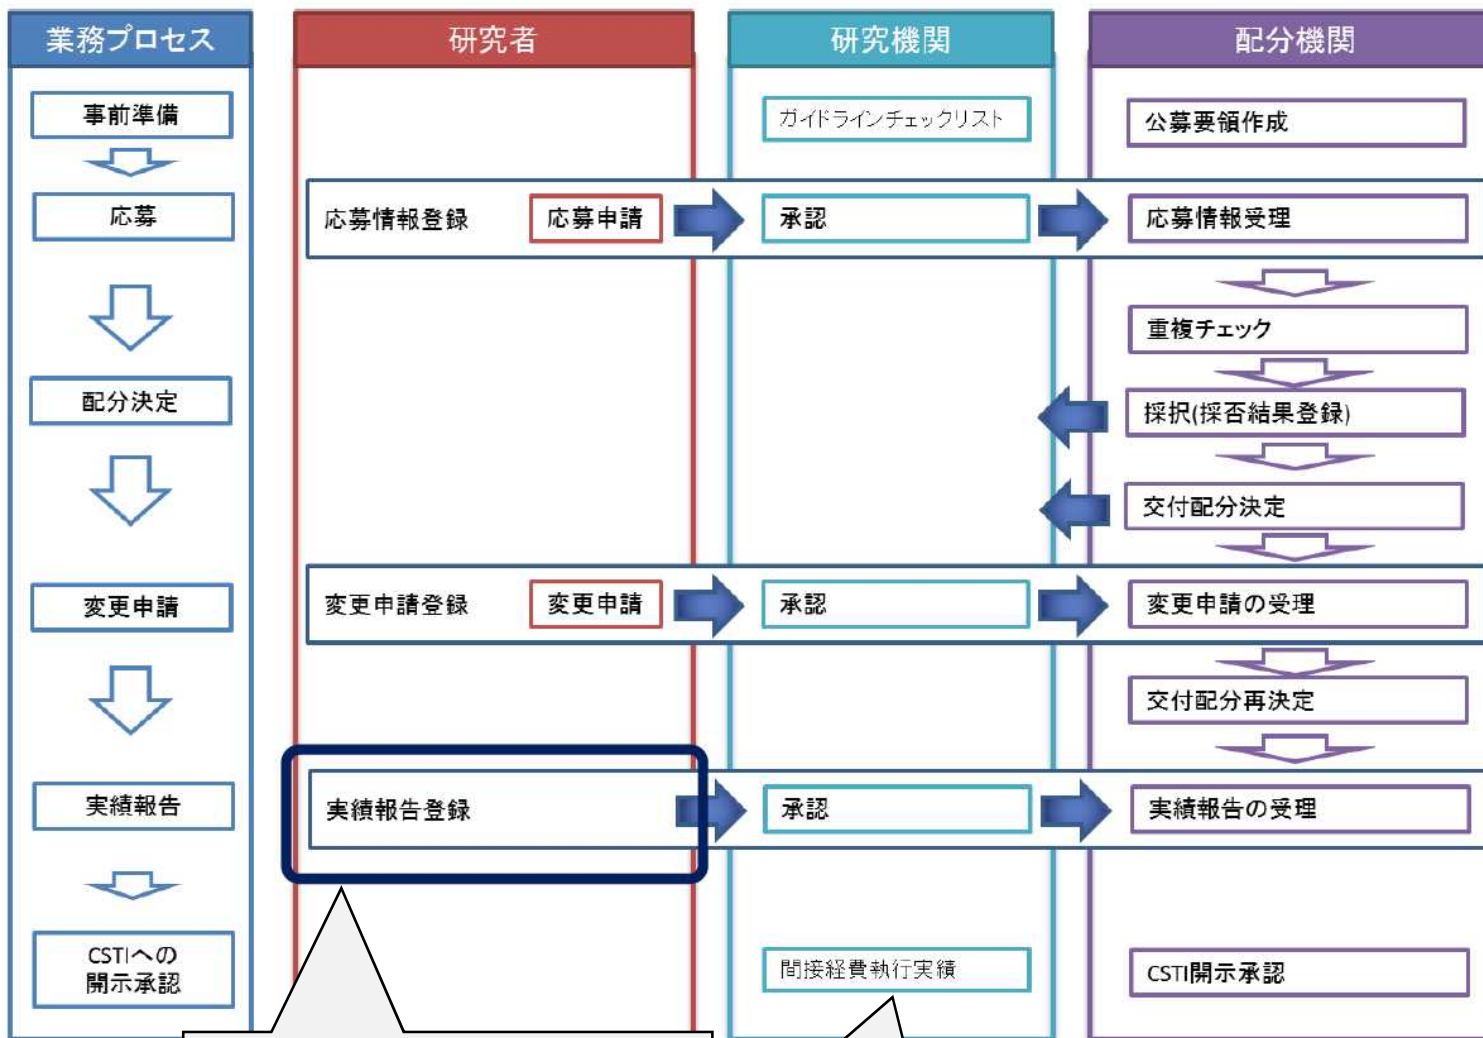 業務プロセス
研究者
研究機関
配分機関
事前準備
ガイドラインチェックリスト
公募要領作成
応募
応募情報登録
応募申請
承認
応募情報受理
重複チェック
配分決定
採択(採否結果登録)
交付配分決定
変更申請
変更申請登録
変更申請
承認
変更申請の受理
交付配分再決定
実績報告
実績報告登録
承認
実績報告の受理
CSTIへの
開示承認
間接経費執行実績
CSTI開示承認